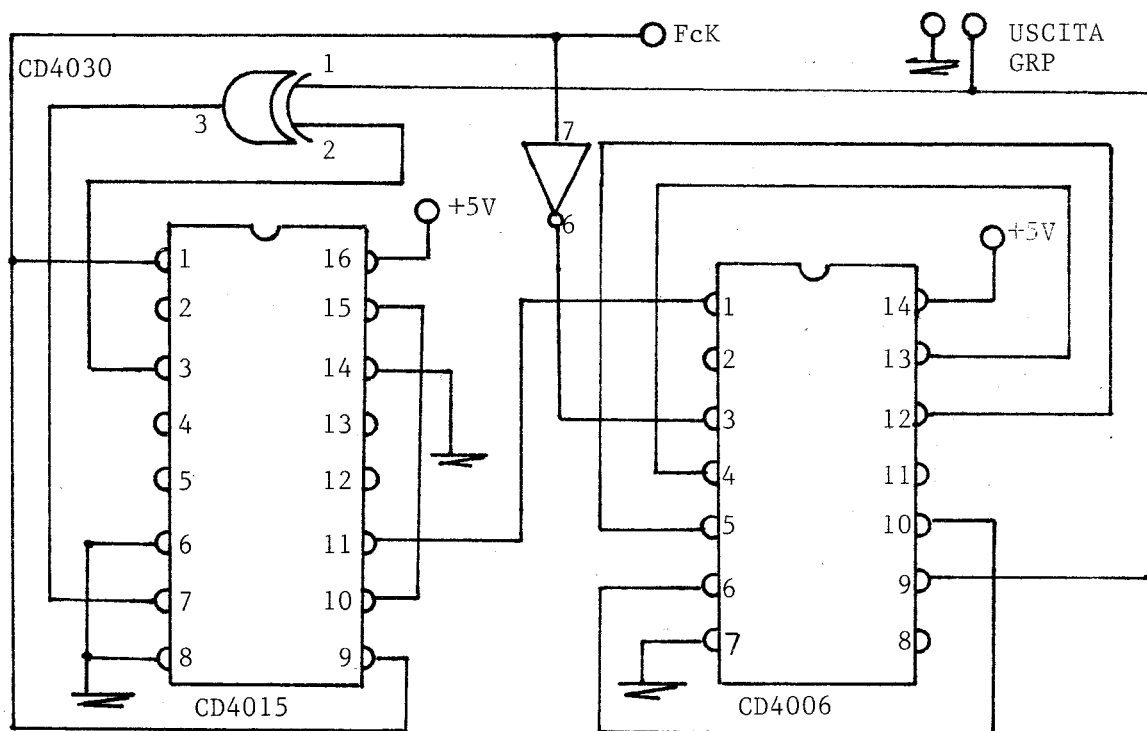 FcK
USCITA
GRP
CD4030
1
3
2
7
6
+5V
+5V
1 16
2 15
3 14
4 13
5 12
6 11
7 10
8 9
CD4015
1 14
2 13
3 12
4 11
5 10
6 9
7 8
CD4006